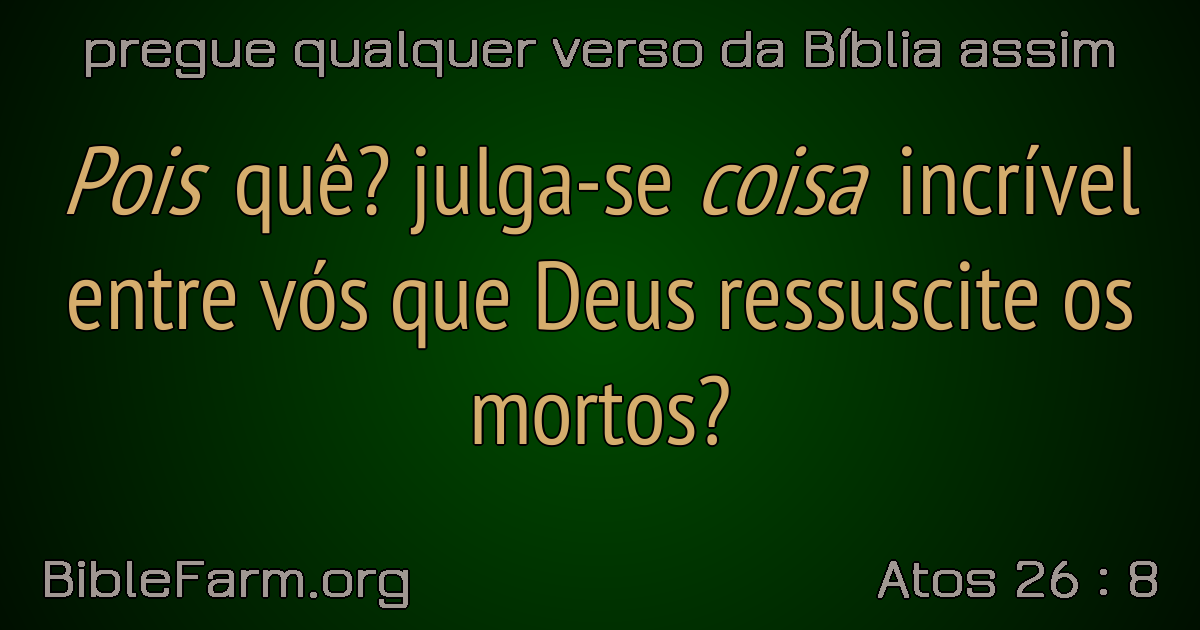 pregue qualquer verso da Bíblia assim
Pois quê? julga-se coisa incrível
entre vós que Deus ressuscite os
mortos?
BibleFarm.org
Atos 26 : 8